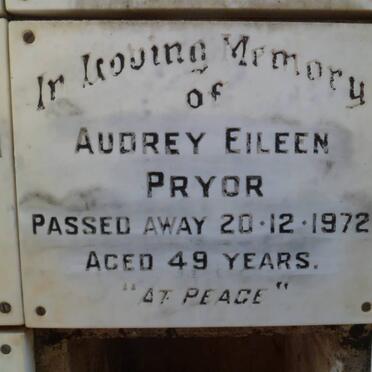 In Loving Memory
of
AUDREY EILEEN
PRYOR
PASSED AWAY 20·12·1972
AGED 49 YEARS.
"AT PEACE"